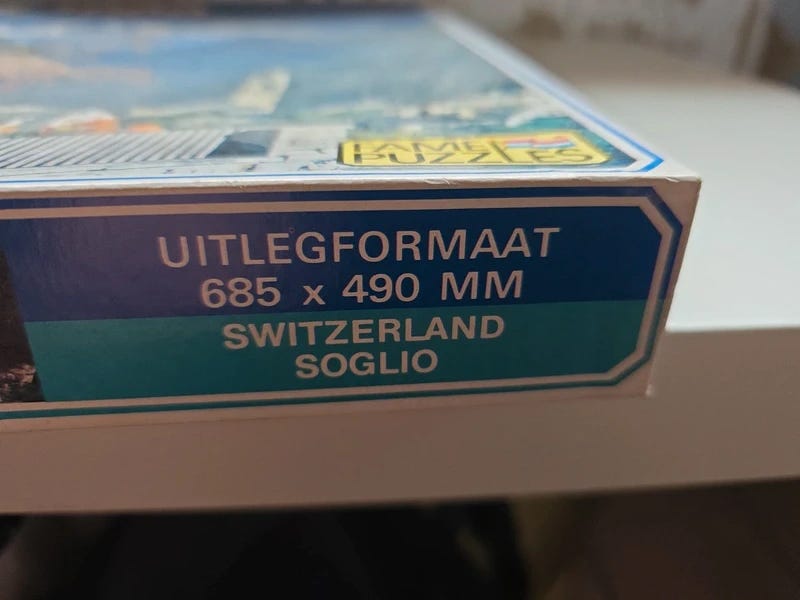 FAME
PUZZLES
UITLEGFORMAAT
685 x 490 MM
SWITZERLAND
SOGLIO